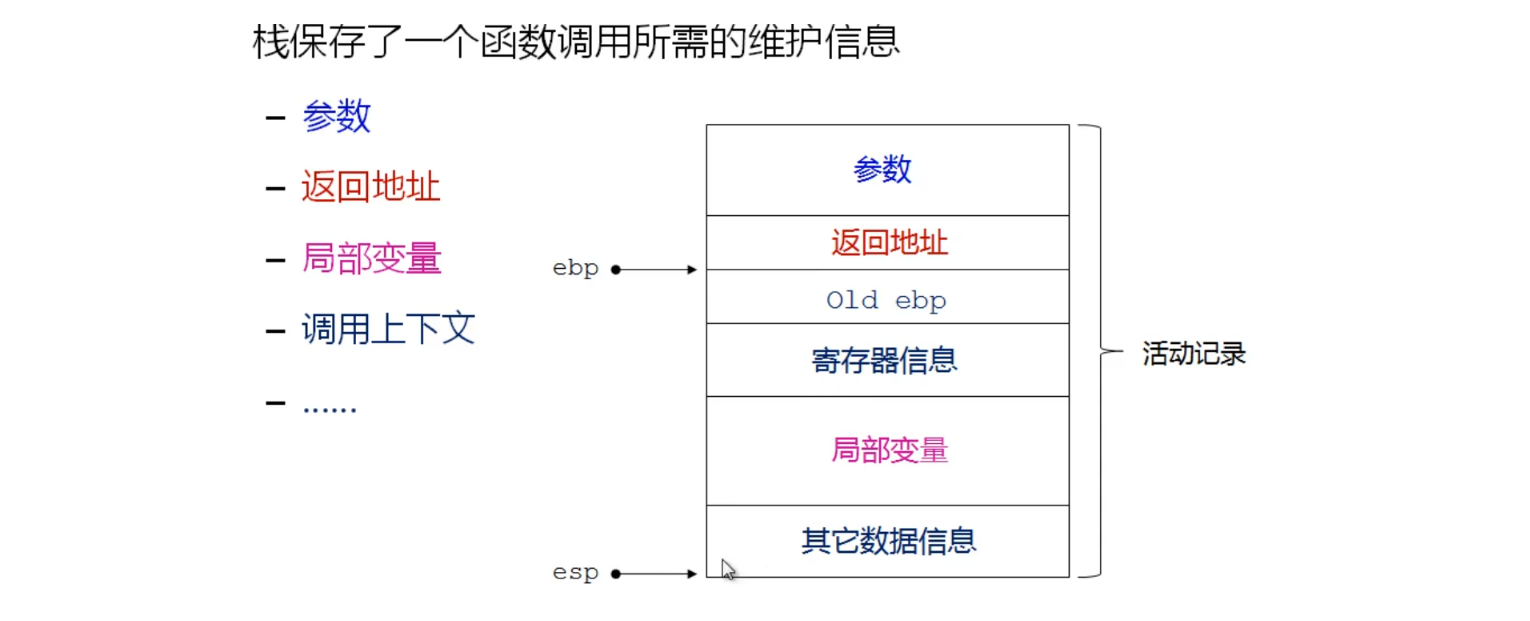 栈保存了一个函数调用所需的维护信息
– 参数
– 返回地址
– 局部变量
– 调用上下文
– ……
参数
返回地址
ebp
Old ebp
寄存器信息
活动记录
局部变量
其它数据信息
esp